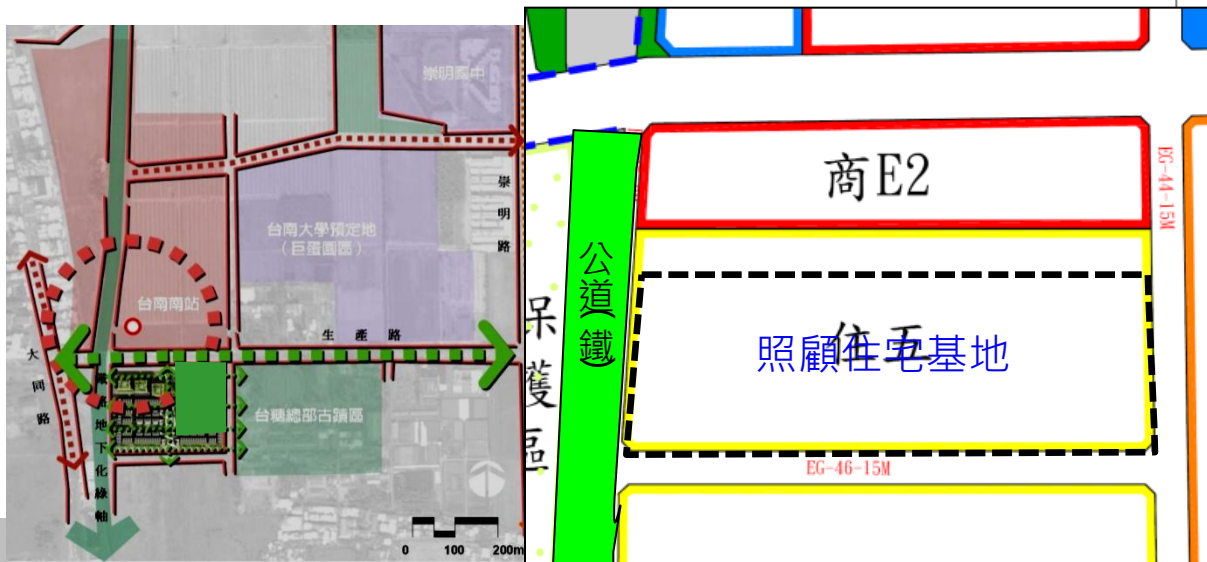 崇明國中
崇明路
台南大學預定地
(巨蛋園區)
台南南站
生產路
大同路
台糖總部古蹟區
鐵路地下化綠軸
0 100 200m
商E2
EG-44-15M
公道(鐵)
住五
照顧住宅基地
EG-46-15M